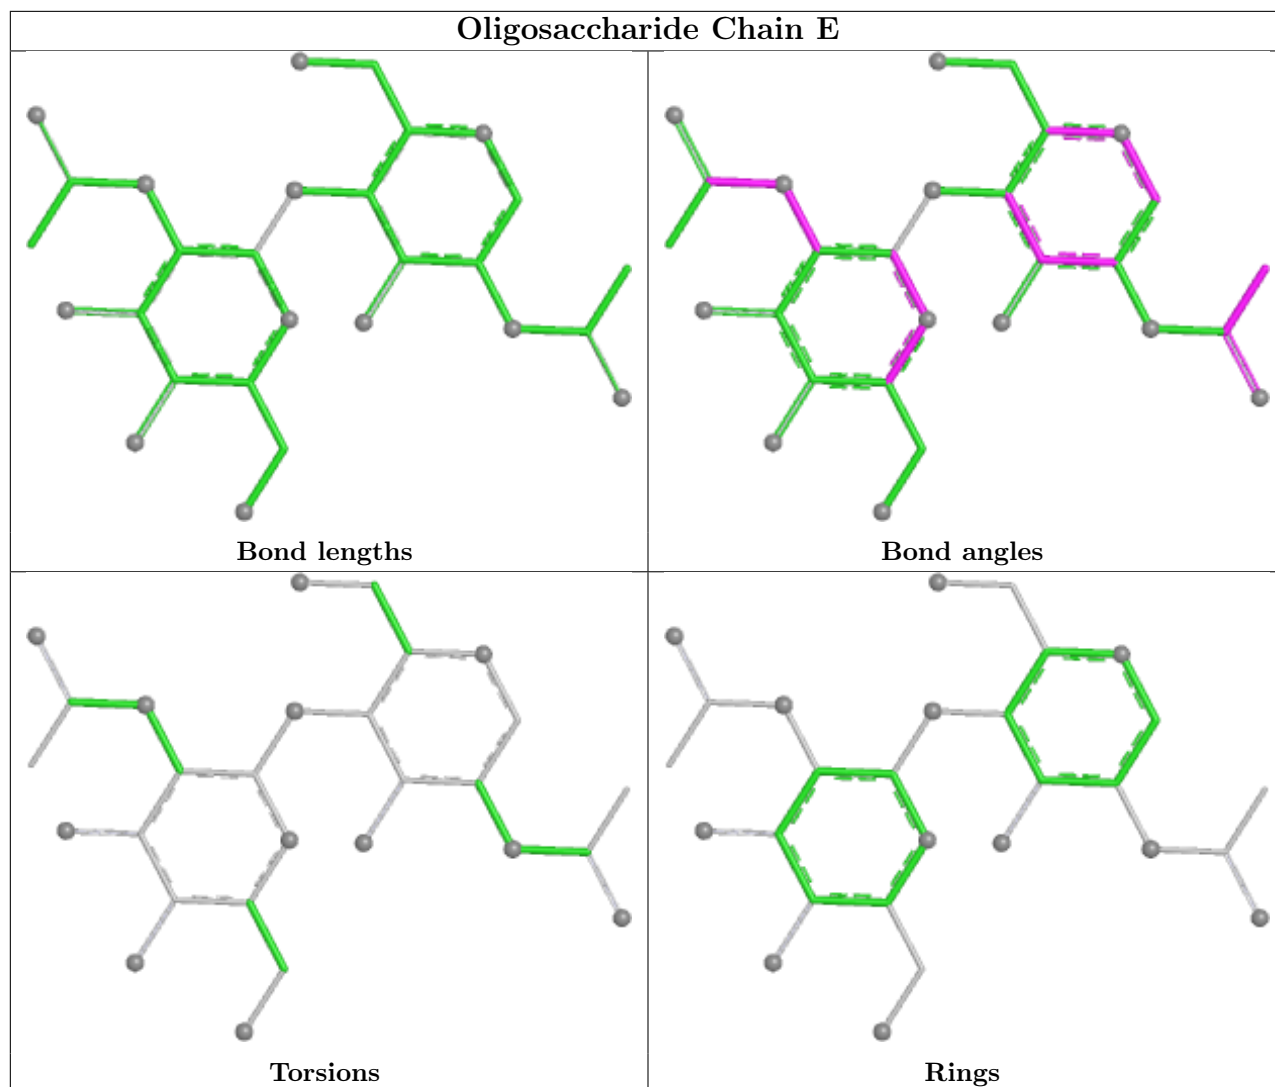 Oligosaccharide Chain E
Bond lengths
Bond angles
Torsions
Rings